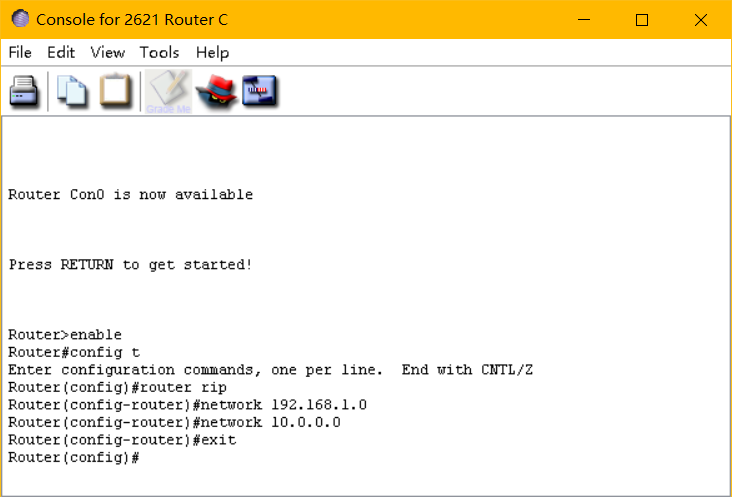 Console for 2621 Router C
File Edit View Tools Help
Grade Me
Router Con0 is now available
Press RETURN to get started!
Router>enable
Router#config t
Enter configuration commands, one per line.  End with CNTL/Z
Router(config)#router rip
Router(config-router)#network 192.168.1.0
Router(config-router)#network 10.0.0.0
Router(config-router)#exit
Router(config)#